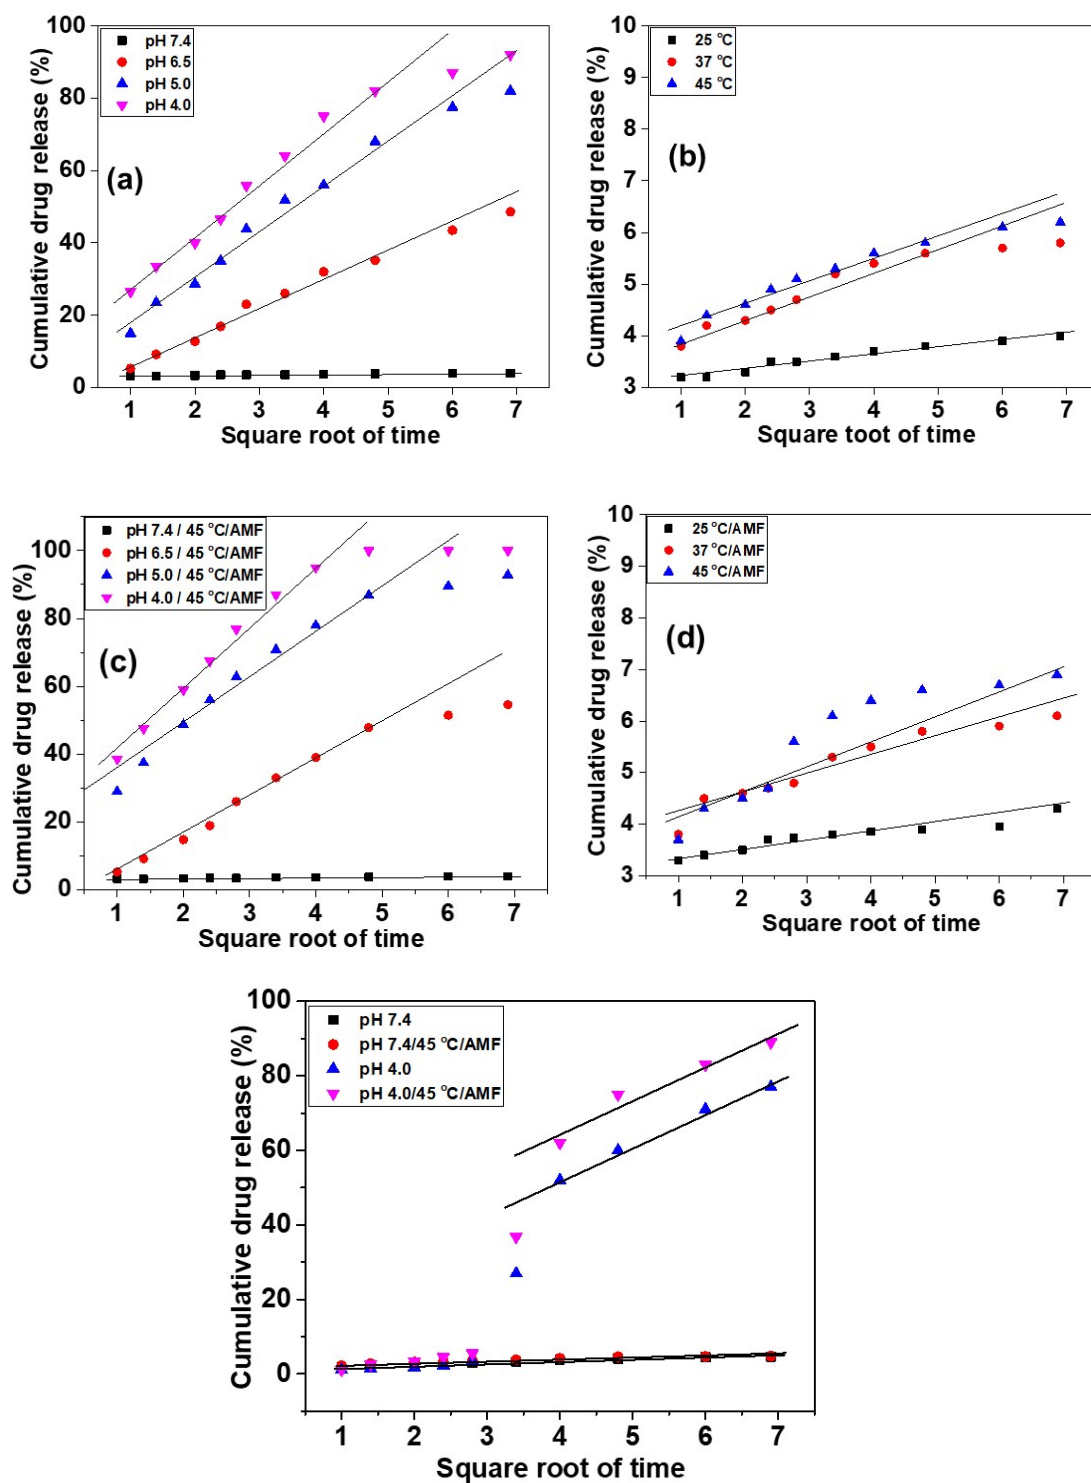 Cumulative drug release (%)
100
80
60
40
20
0
pH 7.4
pH 6.5
pH 5.0
pH 4.0
(a)
1 2 3 4 5 6 7
Square root of time
Cumulative drug release (%)
10
9
8
7
6
5
4
3
25 °C
37 °C
45 °C
(b)
1 2 3 4 5 6 7
Square toot of time
Cumulative drug release (%)
100
80
60
40
20
0
pH 7.4 / 45 °C/AMF
pH 6.5 / 45 °C/AMF
pH 5.0 / 45 °C/AMF
pH 4.0 / 45 °C/AMF
(c)
1 2 3 4 5 6 7
Square root of time
Cumulative drug release (%)
10
9
8
7
6
5
4
3
25 °C/AMF
37 °C/AMF
45 °C/AMF
(d)
1 2 3 4 5 6 7
Square root of time
Cumulative drug release (%)
100
80
60
40
20
0
pH 7.4
pH 7.4/45 °C/AMF
pH 4.0
pH 4.0/45 °C/AMF
1 2 3 4 5 6 7
Square root of time